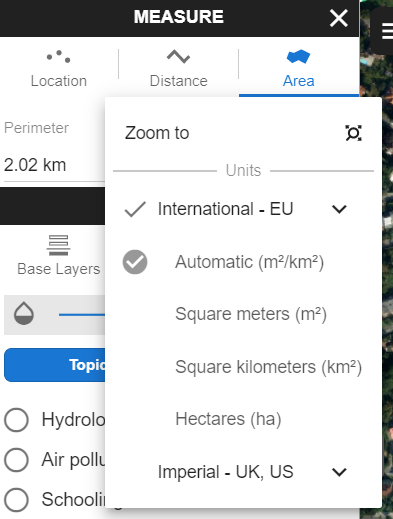 MEASURE
Location
Distance
Area
Perimeter
2.02 km
Zoom to
Units
International - EU
Automatic (m²/km²)
Square meters (m²)
Square kilometers (km²)
Hectares (ha)
Imperial - UK, US
Base Layers
Topic
Hydrolo
Air pollu
Schooling